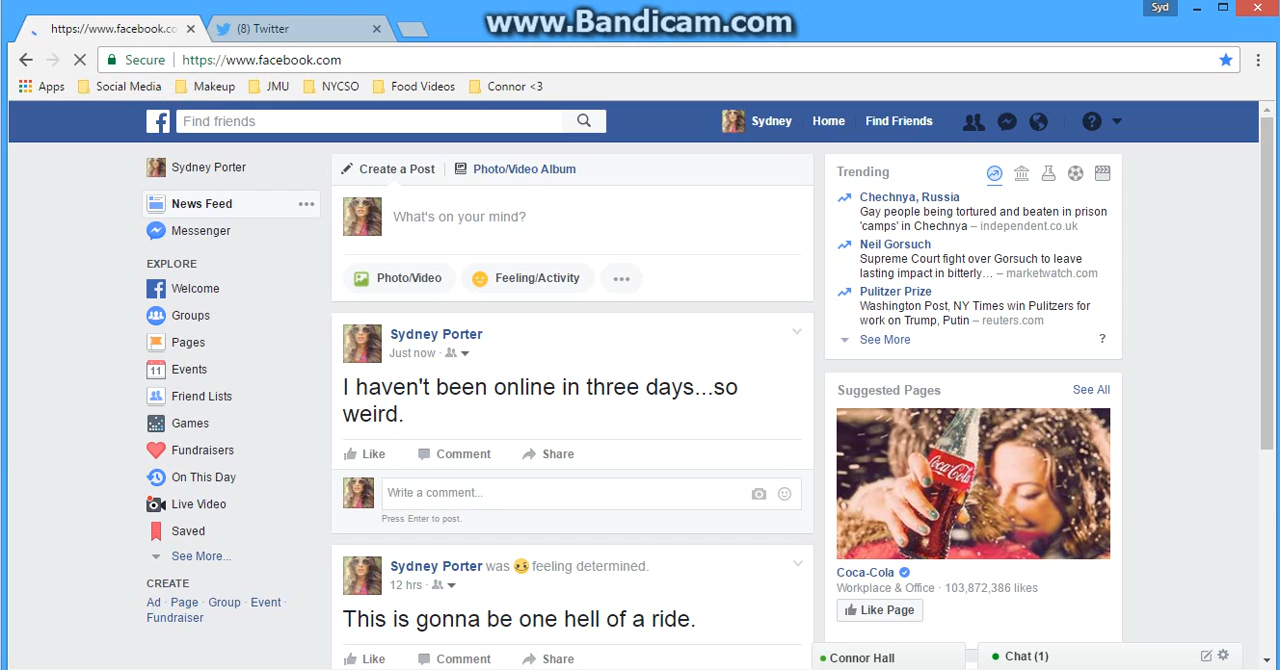 www.Bandicam.com
Syd
https://www.facebook.co
(8) Twitter
Secure https://www.facebook.com
Apps Social Media Makeup JMU NYCSO Food Videos Connor <3
Find friends
Sydney Home Find Friends
Sydney Porter
News Feed
Messenger
EXPLORE
Welcome
Groups
Pages
11 Events
Friend Lists
Games
Fundraisers
On This Day
Live Video
Saved
See More...
CREATE
Ad · Page · Group · Event ·
Fundraiser
Create a Post Photo/Video Album
What's on your mind?
Photo/Video Feeling/Activity
Sydney Porter
Just now ·
I haven't been online in three days...so
weird.
Like Comment Share
Write a comment...
Press Enter to post.
Sydney Porter was feeling determined.
12 hrs ·
This is gonna be one hell of a ride.
Like Comment Share
Trending
Chechnya, Russia
Gay people being tortured and beaten in prison
'camps' in Chechnya – independent.co.uk
Neil Gorsuch
Supreme Court fight over Gorsuch to leave
lasting impact in bitterly… – marketwatch.com
Pulitzer Prize
Washington Post, NY Times win Pulitzers for
work on Trump, Putin – reuters.com
See More ?
Suggested Pages See All
Coca-Cola
Coca-Cola
Workplace & Office · 103,872,386 likes
Like Page
Connor Hall
Chat (1)